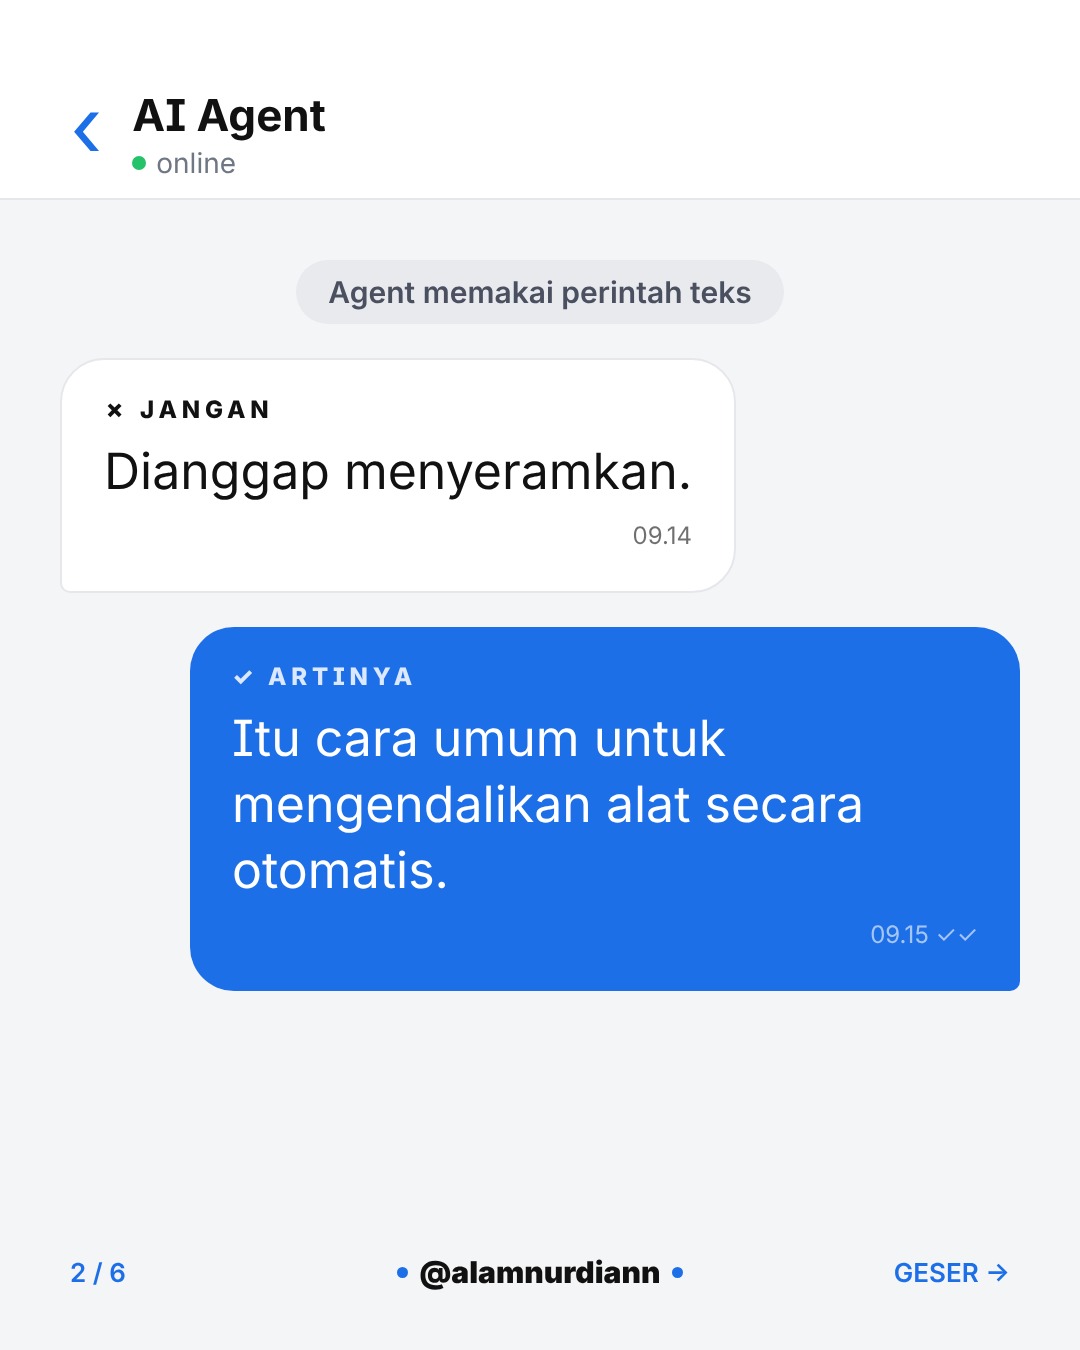 AI Agent
online
Agent memakai perintah teks
× JANGAN
Dianggap menyeramkan.
09.14
✓ ARTINYA
Itu cara umum untuk
mengendalikan alat secara
otomatis.
09.15 ✓✓
2 / 6
• @alamnurdiann •
GESER →